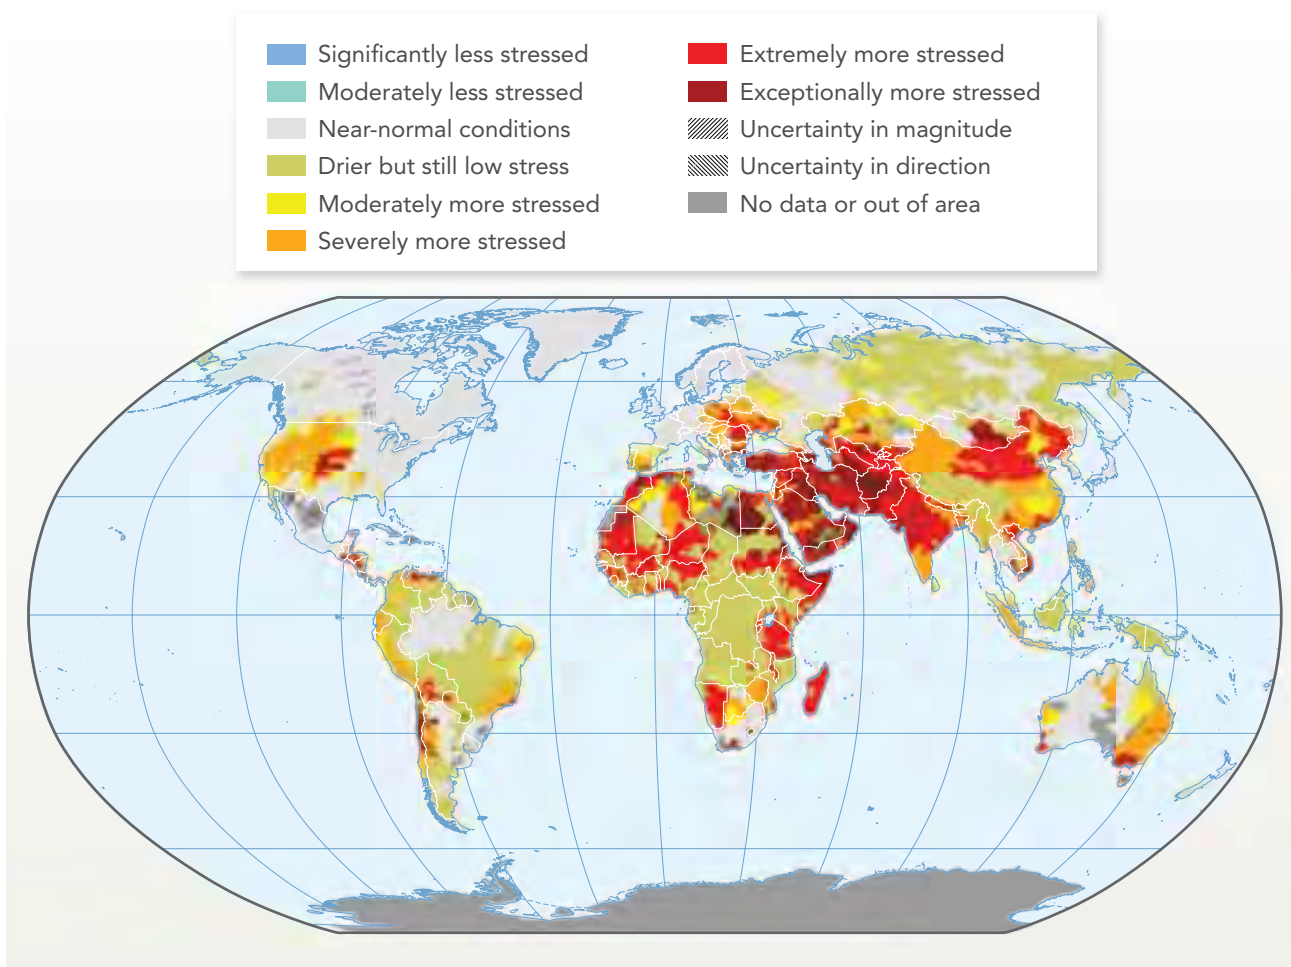 Significantly less stressed
Moderately less stressed
Near-normal conditions
Drier but still low stress
Moderately more stressed
Severely more stressed
Extremely more stressed
Exceptionally more stressed
Uncertainty in magnitude
Uncertainty in direction
No data or out of area